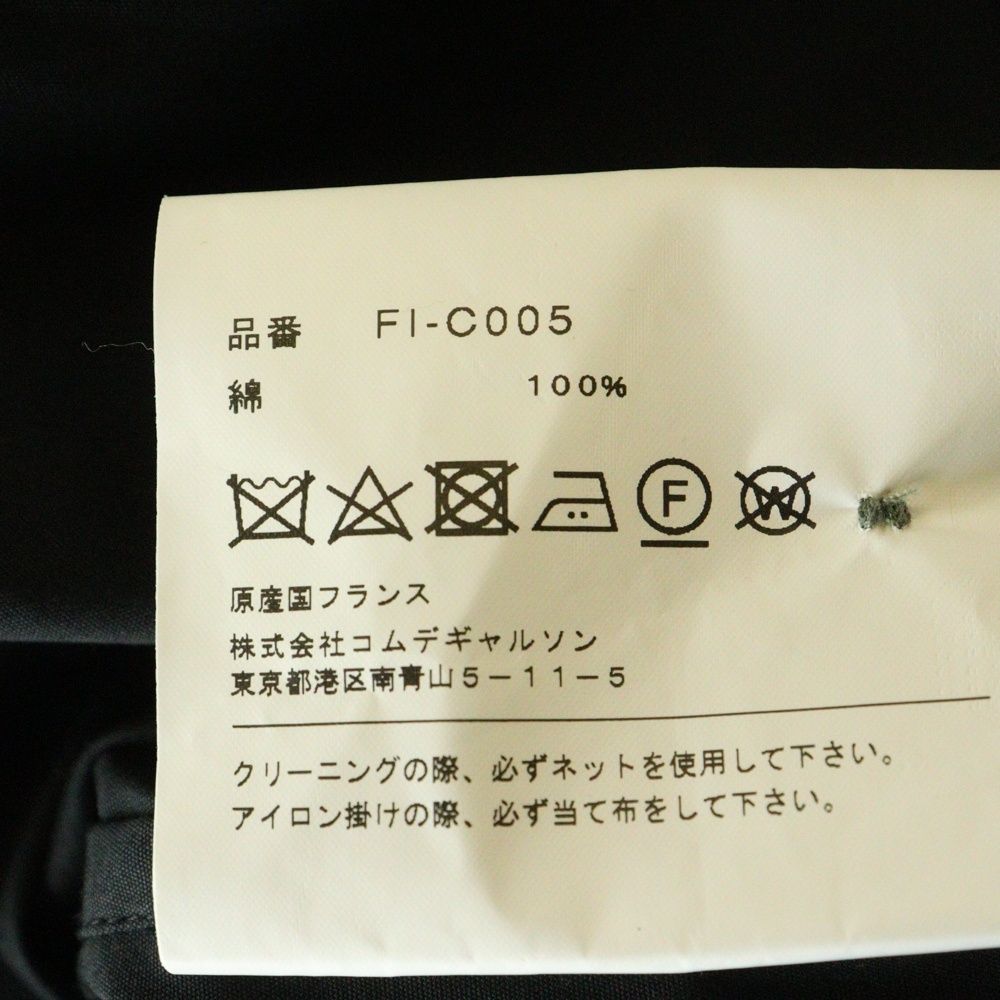 品番 FI-C005
綿 100%
F W
原産国フランス
株式会社コムデギャルソン
東京都港区南青山5-11-5
クリーニングの際、必ずネットを使用して下さい。
アイロン掛けの際、必ず当て布をして下さい。